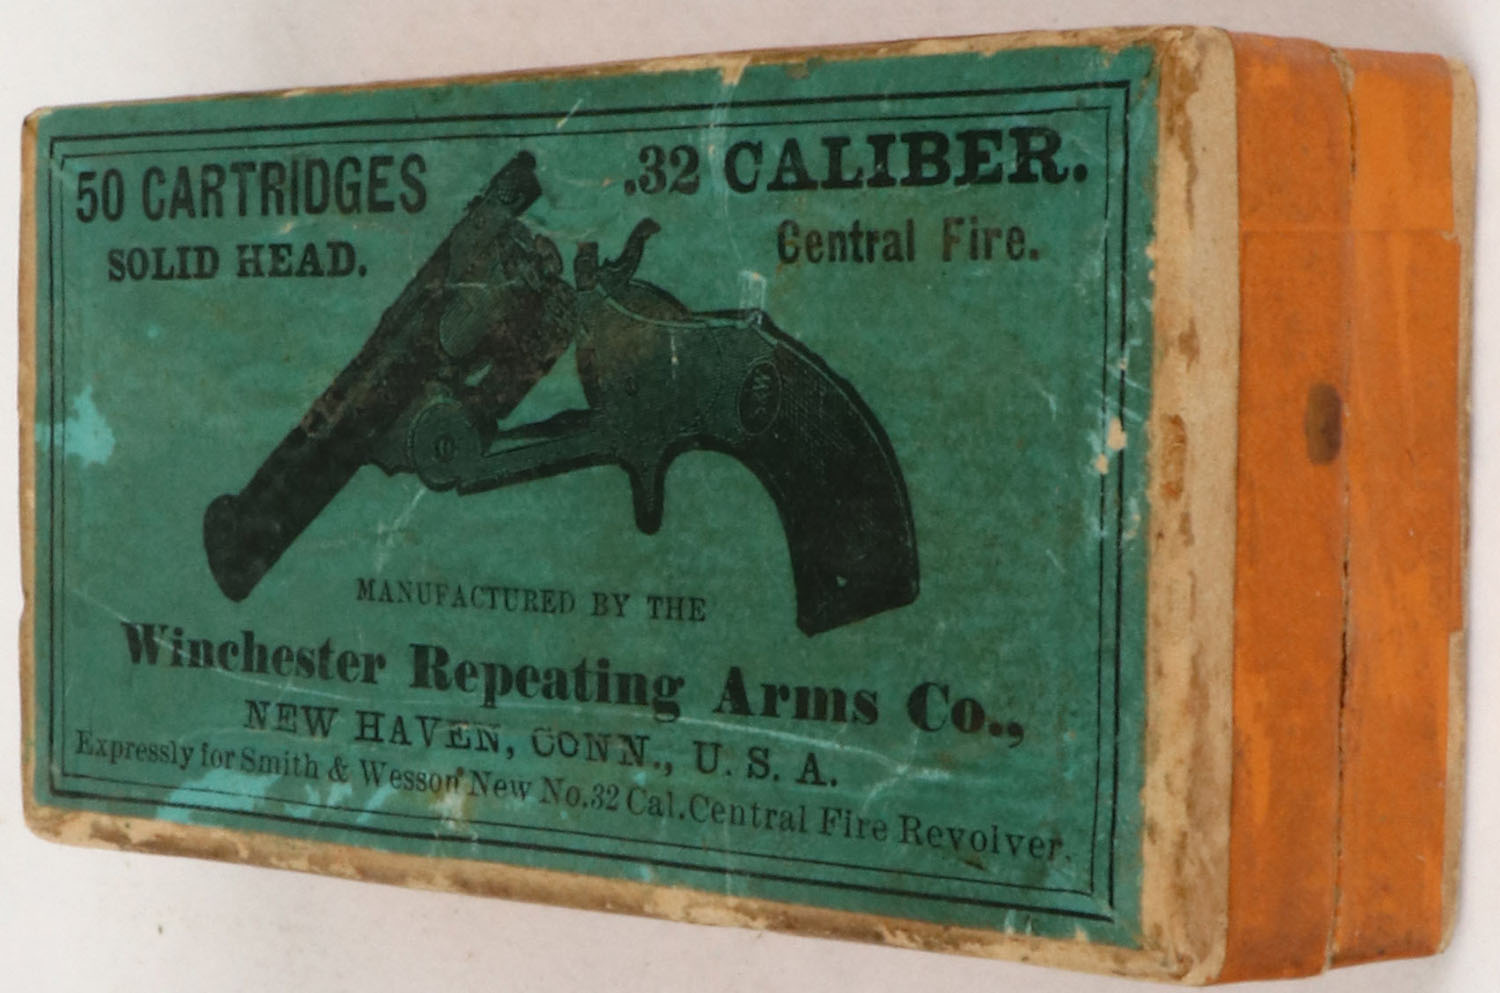 50 CARTRIDGES
SOLID HEAD.
.32 CALIBER.
Central Fire.
S&W
MANUFACTURED BY THE
Winchester Repeating Arms Co.,
NEW HAVEN, CONN., U. S. A.
Expressly for Smith & Wesson New No.32 Cal.Central Fire Revolver.